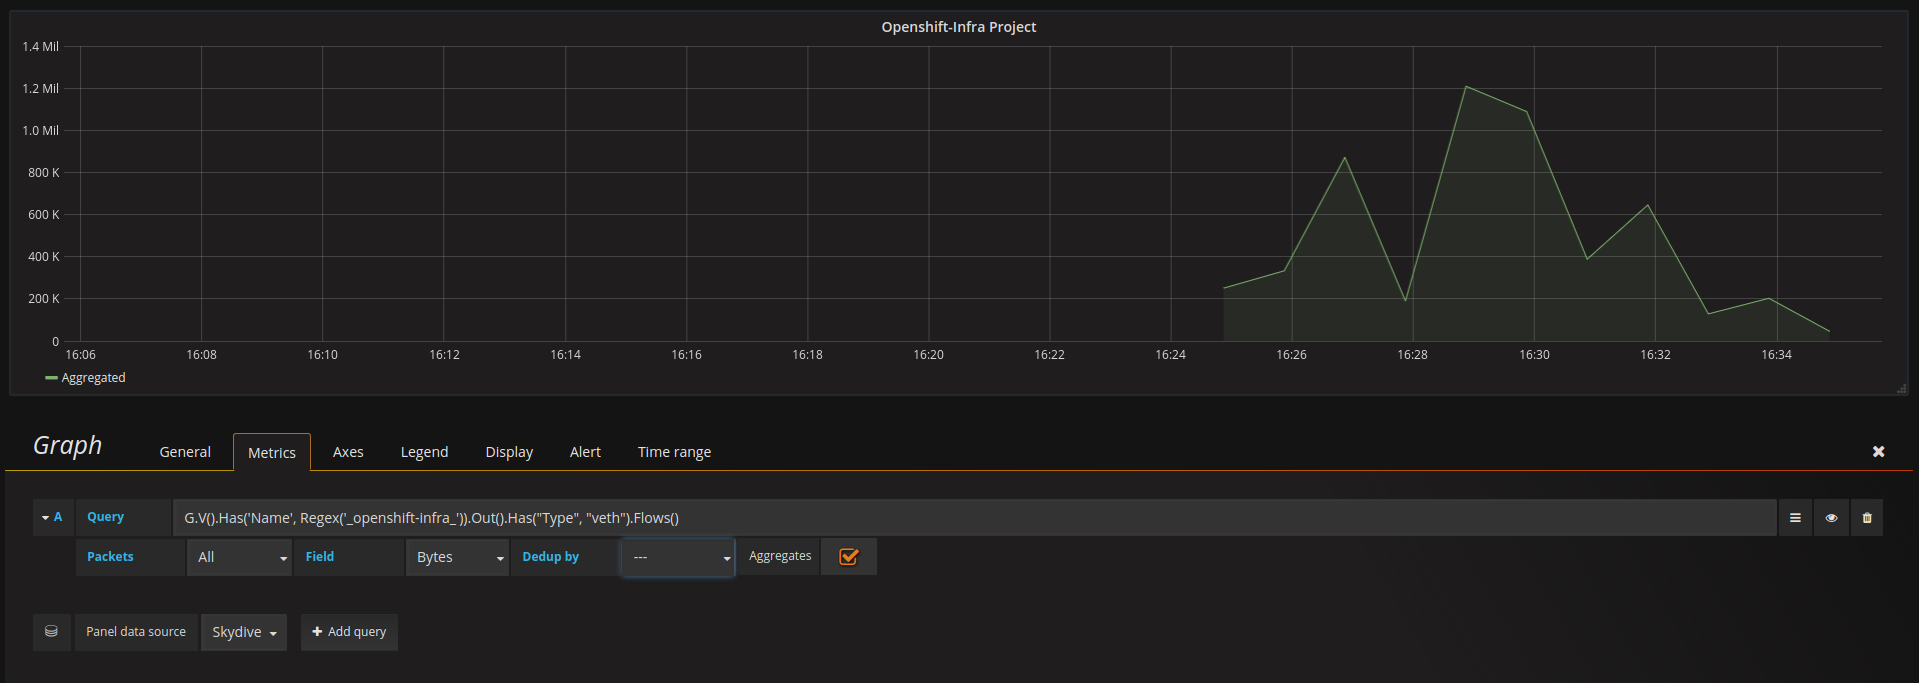 Openshift-Infra Project
1.4 Mil
1.2 Mil
1.0 Mil
800 K
600 K
400 K
200 K
0
16:06 16:08 16:10 16:12 16:14 16:16 16:18 16:20 16:22 16:24 16:26 16:28 16:30 16:32 16:34
Aggregated
Graph General Metrics Axes Legend Display Alert Time range
A Query G.V().Has('Name', Regex('_openshift-infra_')).Out().Has("Type", "veth").Flows()
Packets All Field Bytes Dedup by --- Aggregates
Panel data source Skydive Add query